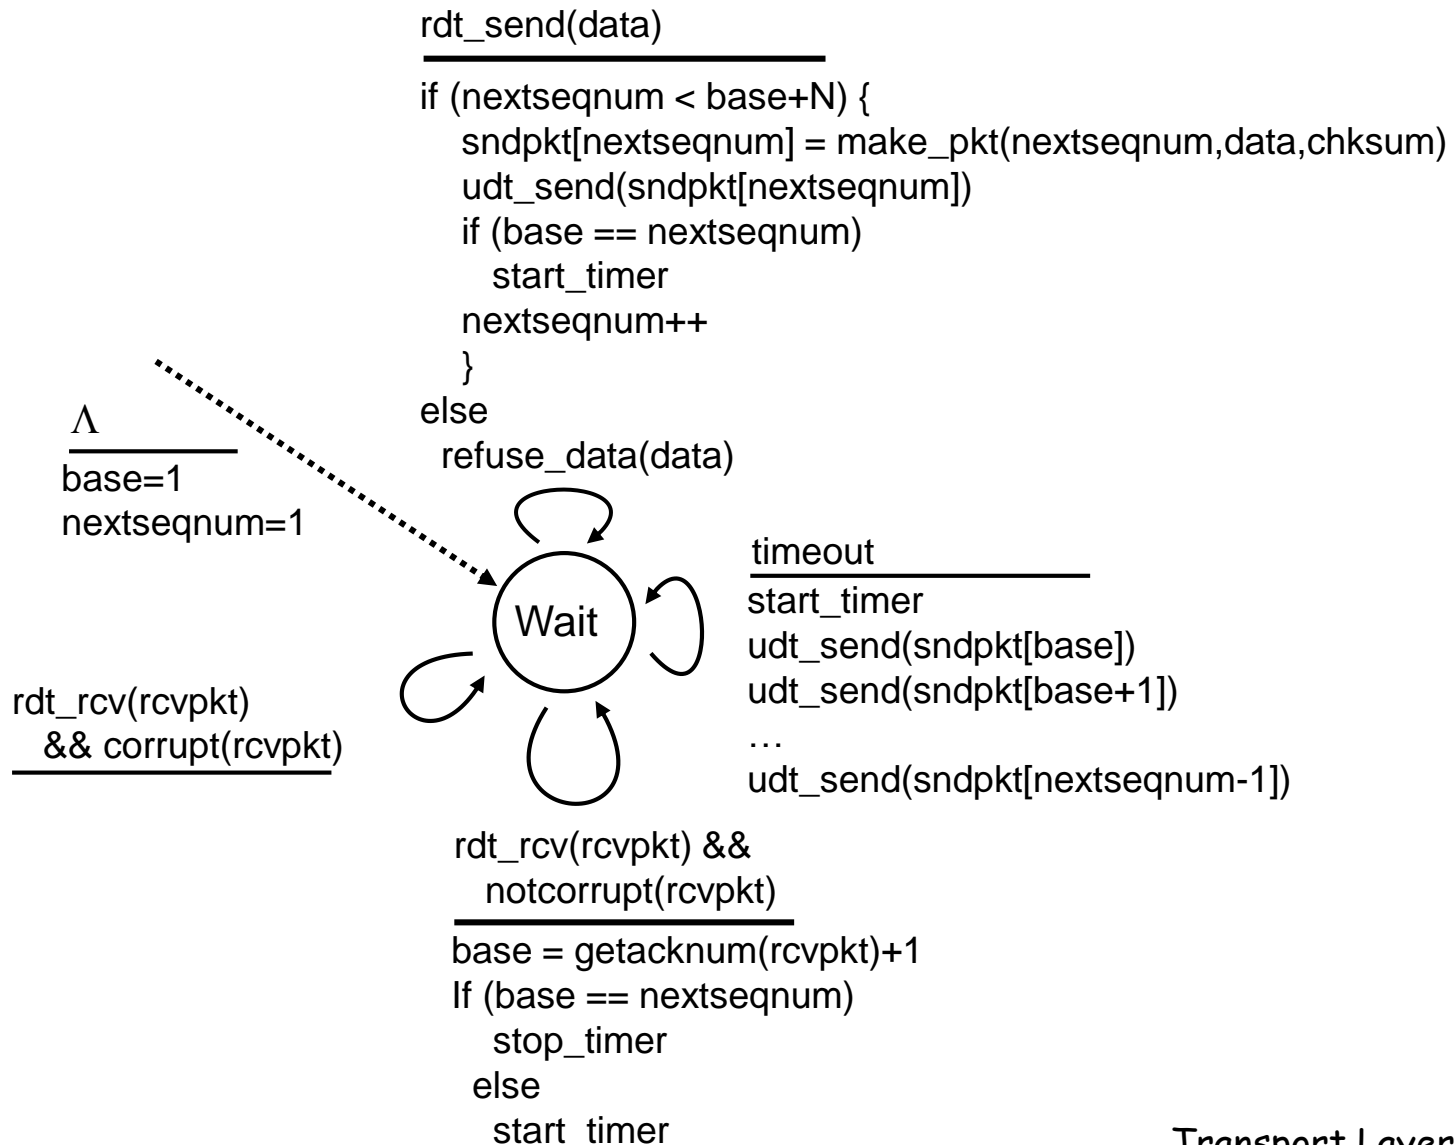 rdt_send(data)
if (nextseqnum < base+N) {
sndpkt[nextseqnum] = make_pkt(nextseqnum,data,chksum)
udt_send(sndpkt[nextseqnum])
if (base == nextseqnum)
start_timer
nextseqnum++
}
else
refuse_data(data)
Λ
base=1
nextseqnum=1
Wait
timeout
start_timer
udt_send(sndpkt[base])
udt_send(sndpkt[base+1])
…
udt_send(sndpkt[nextseqnum-1])
rdt_rcv(rcvpkt)
&& corrupt(rcvpkt)
rdt_rcv(rcvpkt) &&
notcorrupt(rcvpkt)
base = getacknum(rcvpkt)+1
If (base == nextseqnum)
stop_timer
else
start_timer
Transport Layer